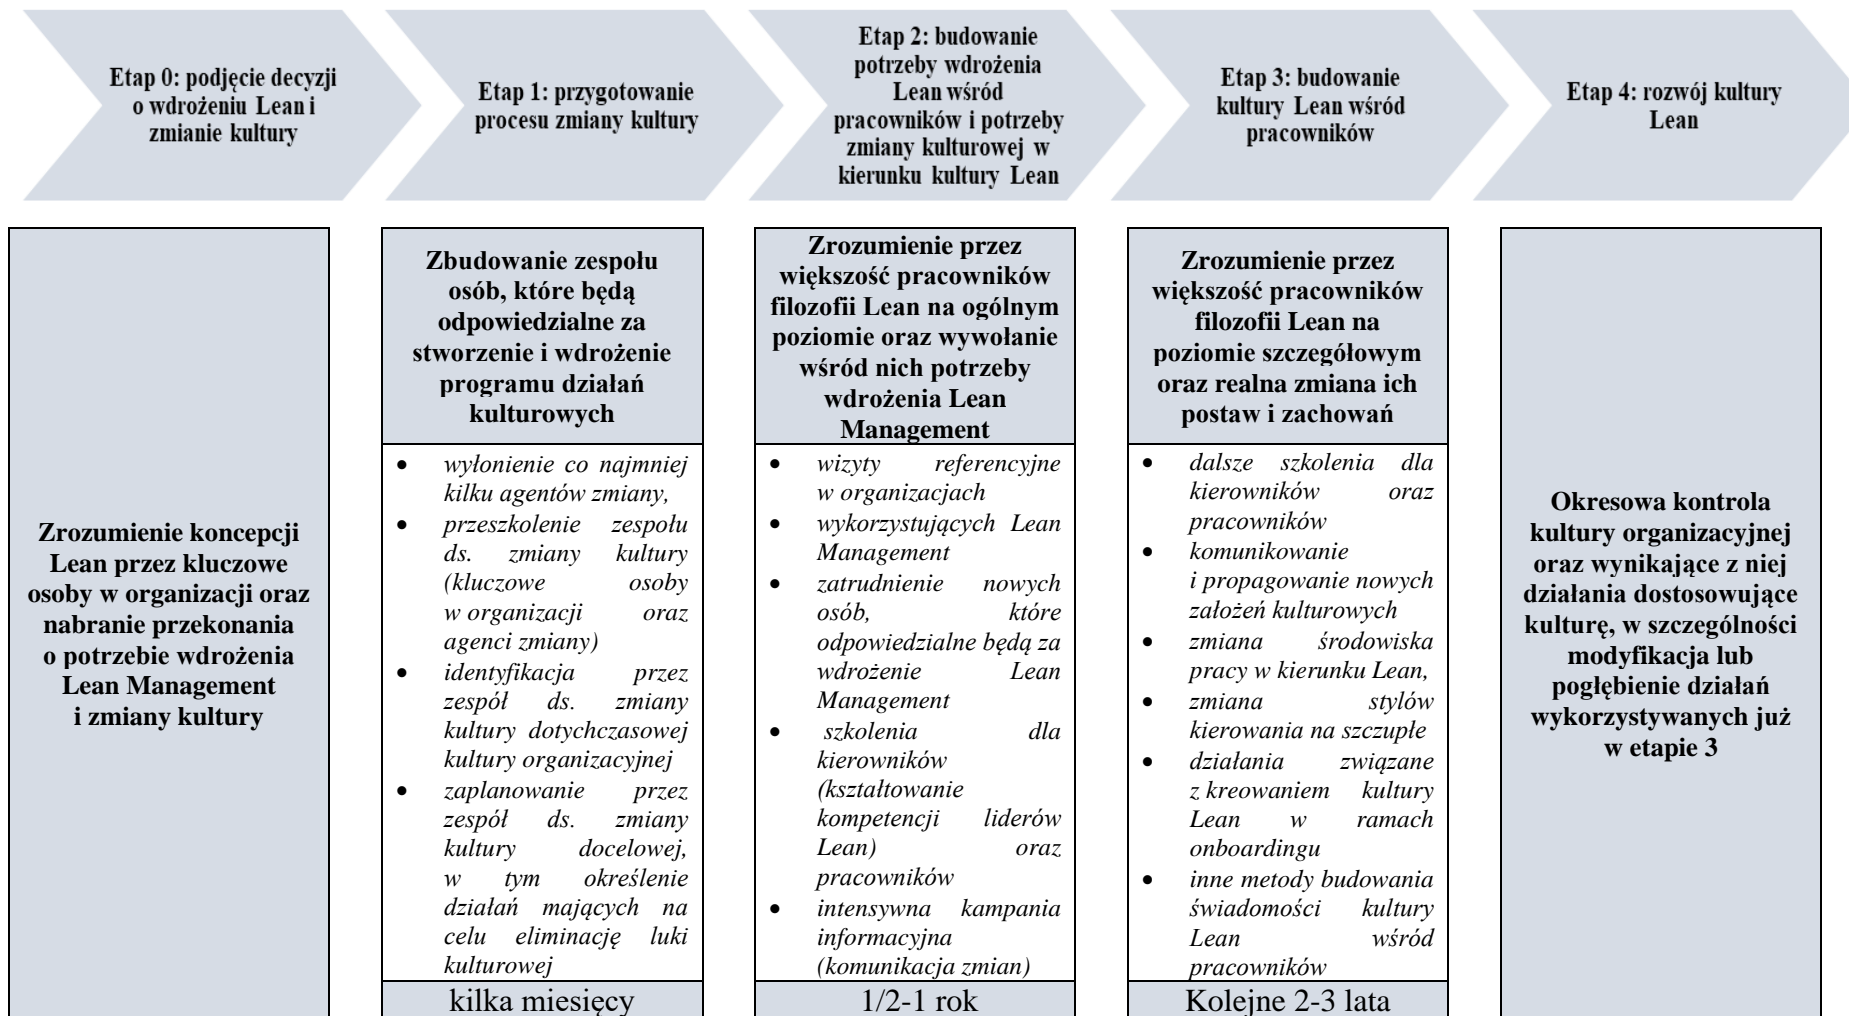 Etap 0: podjęcie decyzji
o wdrożeniu Lean i
zmianie kultury
Etap 1: przygotowanie
procesu zmiany kultury
Etap 2: budowanie
potrzeby wdrożenia
Lean wśród
pracowników i potrzeby
zmiany kulturowej w
kierunku kultury Lean
Etap 3: budowanie
kultury Lean wśród
pracowników
Etap 4: rozwój kultury
Lean
Zrozumienie koncepcji
Lean przez kluczowe
osoby w organizacji oraz
nabranie przekonania
o potrzebie wdrożenia
Lean Management
i zmiany kultury
Zbudowanie zespołu
osób, które będą
odpowiedzialne za
stworzenie i wdrożenie
programu działań
kulturowych
• wyłonienie co najmniej
kilku agentów zmiany,
• przeszkolenie zespołu
ds. zmiany kultury
(kluczowe osoby
w organizacji oraz
agenci zmiany)
• identyfikacja przez
zespół ds. zmiany
kultury dotychczasowej
kultury organizacyjnej
• zaplanowanie przez
zespół ds. zmiany
kultury docelowej,
w tym określenie
działań mających na
celu eliminację luki
kulturowej
kilka miesięcy
Zrozumienie przez
większość pracowników
filozofii Lean na ogólnym
poziomie oraz wywołanie
wśród nich potrzeby
wdrożenia Lean
Management
• wizyty referencyjne
w organizacjach
• wykorzystujących Lean
Management
• zatrudnienie nowych
osób, które
odpowiedzialne będą za
wdrożenie Lean
Management
• szkolenia dla
kierowników
(kształtowanie
kompetencji liderów
Lean) oraz
pracowników
• intensywna kampania
informacyjna
(komunikacja zmian)
1/2-1 rok
Zrozumienie przez
większość pracowników
filozofii Lean na
poziomie szczegółowym
oraz realna zmiana ich
postaw i zachowań
• dalsze szkolenia dla
kierowników oraz
pracowników
• komunikowanie
i propagowanie nowych
założeń kulturowych
• zmiana środowiska
pracy w kierunku Lean,
• zmiana stylów
kierowania na szczupłe
• działania związane
z kreowaniem kultury
Lean w ramach
onboardingu
• inne metody budowania
świadomości kultury
Lean wśród
pracowników
Kolejne 2-3 lata
Okresowa kontrola
kultury organizacyjnej
oraz wynikające z niej
działania dostosowujące
kulturę, w szczególności
modyfikacja lub
pogłębienie działań
wykorzystywanych już
w etapie 3